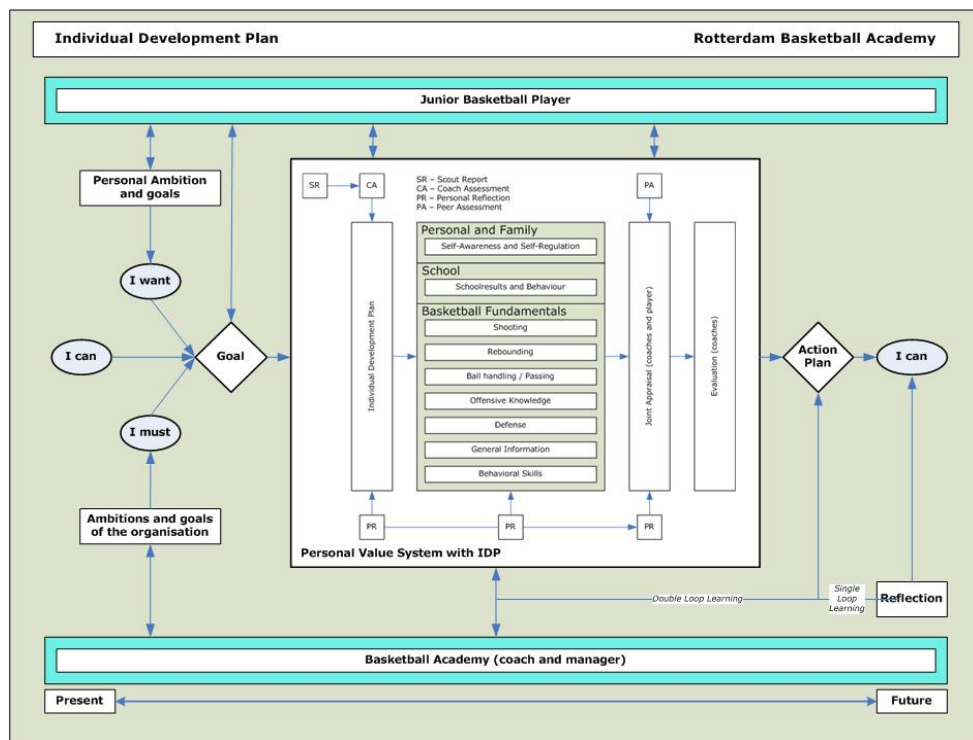 Individual Development Plan
Rotterdam Basketball Academy
Junior Basketball Player
Personal Ambition
and goals
I want
I can
I must
Ambitions and goals
of the organisation
Goal
SR
CA
SR – Scout Report
CA – Coach Assessment
PR – Personal Reflection
PA – Peer Assessment
PA
Individual Development Plan
Personal and Family
Self-Awareness and Self-Regulation
School
Schoolresults and Behaviour
Basketball Fundamentals
Shooting
Rebounding
Ball handling / Passing
Offensive Knowledge
Defense
General Information
Behavioral Skills
Joint Appraisal (coaches and player)
Evaluation (coaches)
PR
PR
PR
Personal Value System with IDP
Action
Plan
I can
Double Loop Learning
Single
Loop
Learning
Reflection
Basketball Academy (coach and manager)
Present
Future